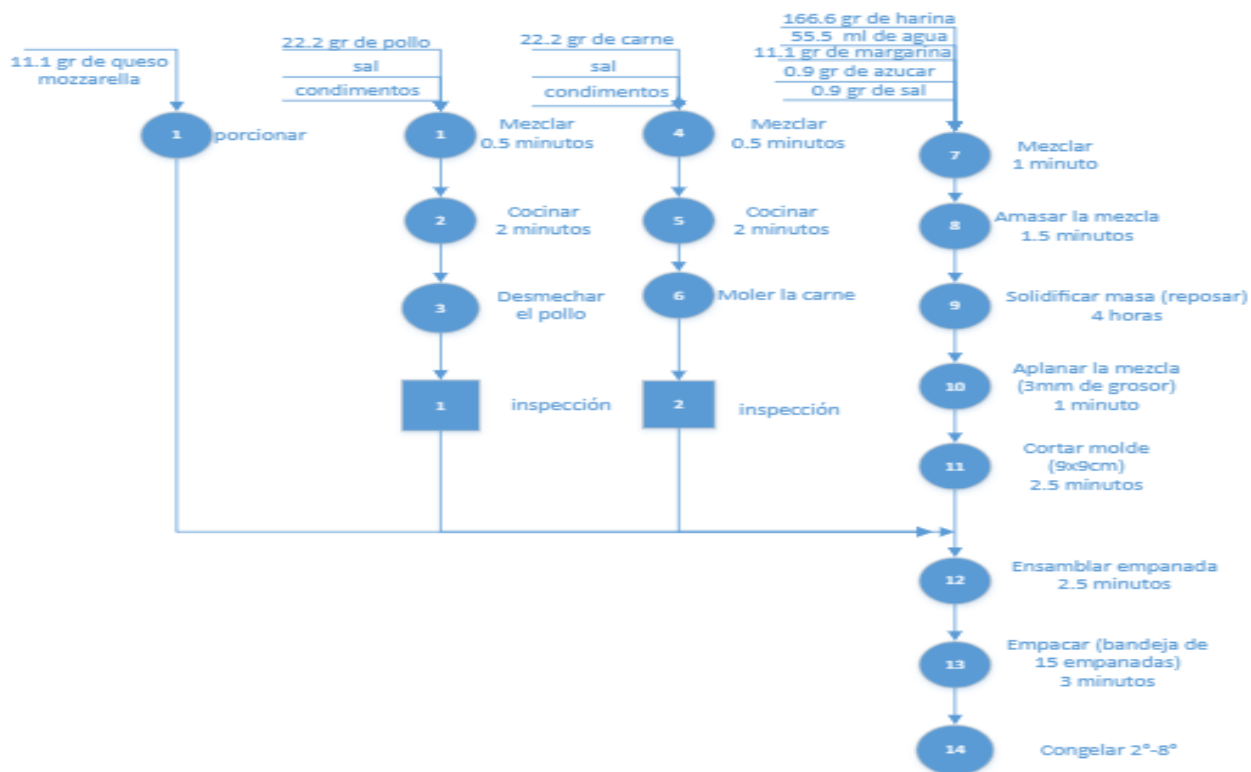 11.1 gr de queso
mozzarella
1
porcionar
22.2 gr de pollo
sal
condimentos
1
Mezclar
0.5 minutos
2
Cocinar
2 minutos
3
Desmechar
el pollo
1
inspección
22.2 gr de carne
sal
condimentos
4
Mezclar
0.5 minutos
5
Cocinar
2 minutos
6
Moler la carne
2
inspección
166.6 gr de harina
55.5 ml de agua
11.1 gr de margarina
0.9 gr de azucar
0.9 gr de sal
7
Mezclar
1 minuto
8
Amasar la mezcla
1.5 minutos
9
Solidificar masa (reposar)
4 horas
10
Aplanar la mezcla
(3mm de grosor)
1 minuto
11
Cortar molde
(9x9cm)
2.5 minutos
12
Ensamblar empanada
2.5 minutos
13
Empacar (bandeja de
15 empanadas)
3 minutos
14
Congelar 2°-8°